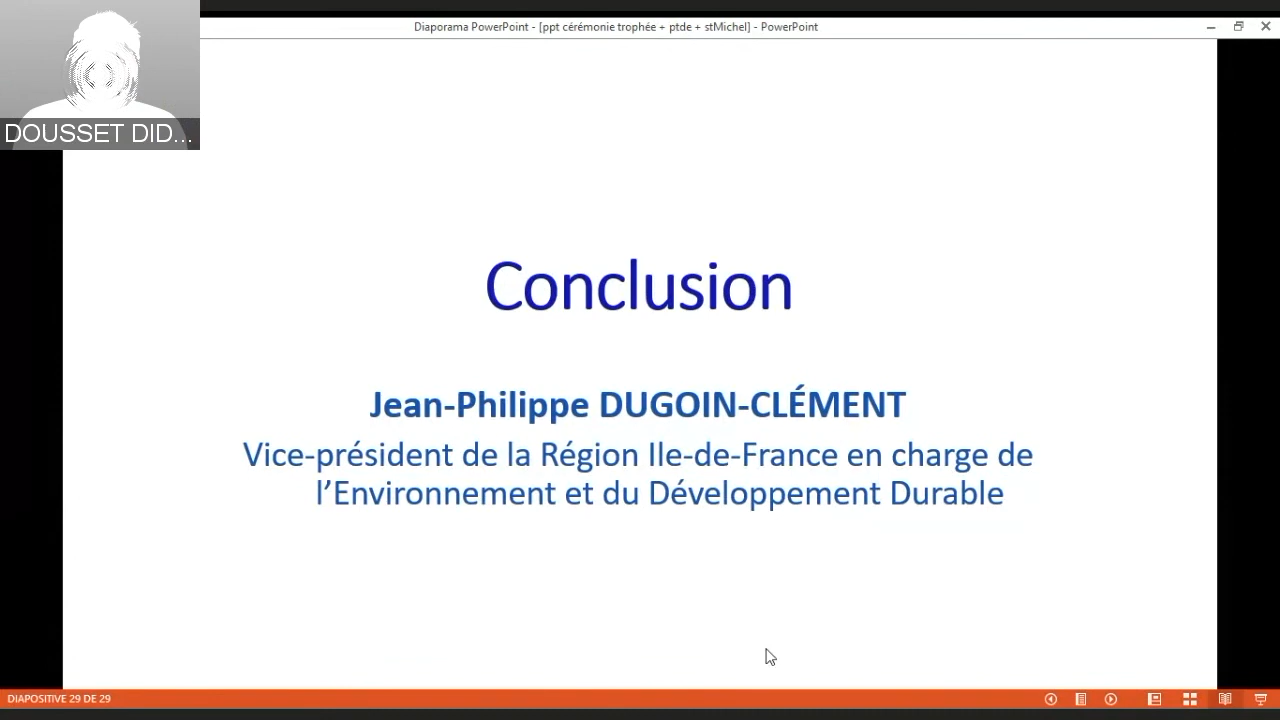 Diaporama PowerPoint - [ppt cérémonie trophée + ptde + stMichel] - PowerPoint
DOUSSET DID...
Conclusion
Jean-Philippe DUGOIN-CLÉMENT
Vice-président de la Région Ile-de-France en charge de
l’Environnement et du Développement Durable
DIAPOSITIVE 29 DE 29